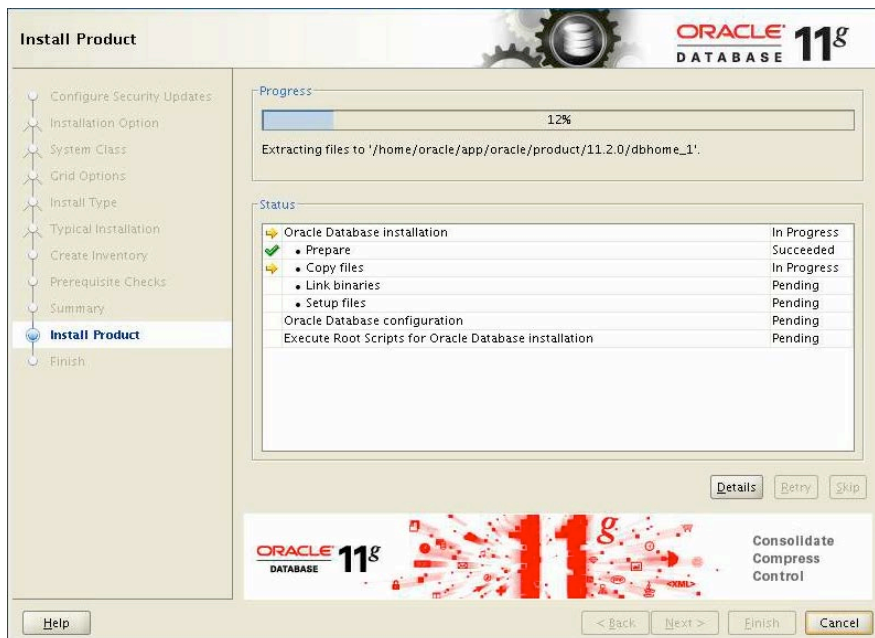 Install Product
ORACLE DATABASE 11g
Configure Security Updates
Installation Option
System Class
Grid Options
Install Type
Typical Installation
Create Inventory
Prerequisite Checks
Summary
Install Product
Finish
Progress
12%
Extracting files to '/home/oracle/app/oracle/product/11.2.0/dbhome_1'.
Status
Oracle Database installation In Progress
• Prepare Succeeded
• Copy files In Progress
• Link binaries Pending
• Setup files Pending
Oracle Database configuration Pending
Execute Root Scripts for Oracle Database installation Pending
Details Retry Skip
ORACLE DATABASE 11g
11g
<XML>
Consolidate
Compress
Control
Help < Back Next > Finish Cancel